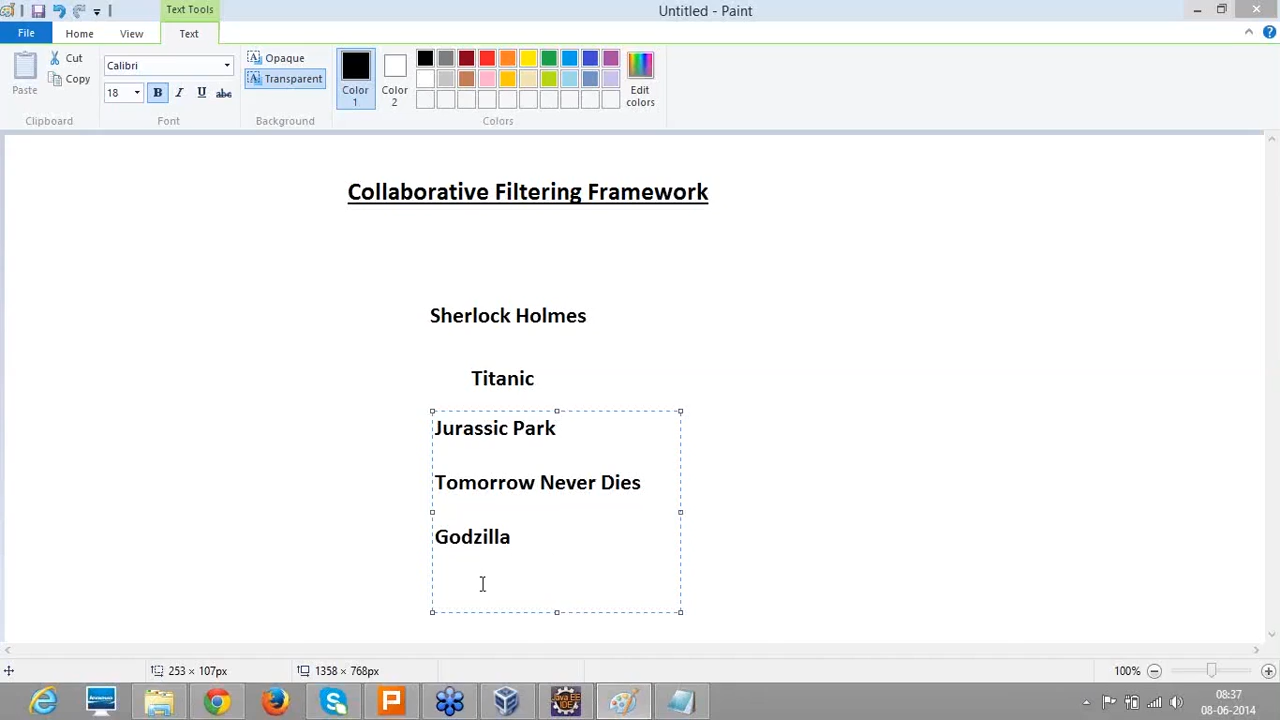 Text Tools
Untitled - Paint
File
Home
View
Text
Paste
Cut
Copy
Clipboard
Calibri
18
B
I
U
abc
Font
Opaque
Transparent
Background
Color 1
Color 2
Edit colors
Colors
Collaborative Filtering Framework
Sherlock Holmes
Titanic
Jurassic Park
Tomorrow Never Dies
Godzilla
253 × 107px
1358 × 768px
100%
08:37
08-06-2014